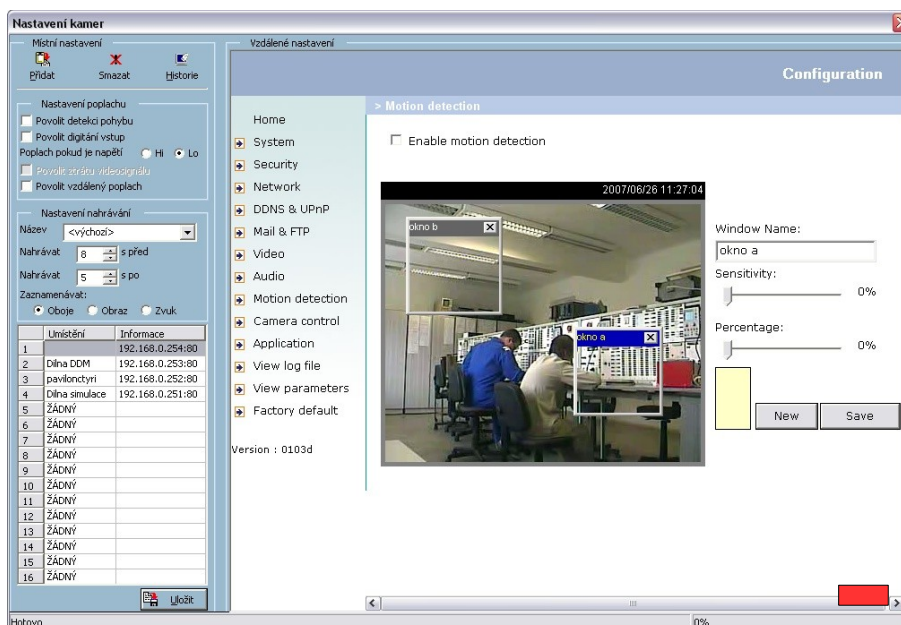 Nastavení kamer
Místní nastavení
Přidat Smazat Historie
Nastavení poplachu
Povolit detekci pohybu
Povolit digitání vstup
Poplach pokud je napětí Hi Lo
Povolit ztrátu videosignálu
Povolit vzdálený poplach
Nastavení nahrávání
Název <výchozí>
Nahrávat 8 s před
Nahrávat 5 s po
Zaznamenávat:
Oboje Obraz Zvuk
Umístění Informace
1 192.168.0.254:80
2 Dílna DDM 192.168.0.253:80
3 pavilonctyri 192.168.0.252:80
4 Dílna simulace 192.168.0.251:80
5 ŽÁDNÝ
6 ŽÁDNÝ
7 ŽÁDNÝ
8 ŽÁDNÝ
9 ŽÁDNÝ
10 ŽÁDNÝ
11 ŽÁDNÝ
12 ŽÁDNÝ
13 ŽÁDNÝ
14 ŽÁDNÝ
15 ŽÁDNÝ
16 ŽÁDNÝ
Uložit
Vzdálené nastavení
Configuration
> Motion detection
Home
System
Security
Network
DDNS & UPnP
Mail & FTP
Video
Audio
Motion detection
Camera control
Application
View log file
View parameters
Factory default
Version : 0103d
Enable motion detection
2007/06/26 11:27:04
okno b
okno a
Window Name:
okno a
Sensitivity:
0%
Percentage:
0%
New Save
Hotovo 0%